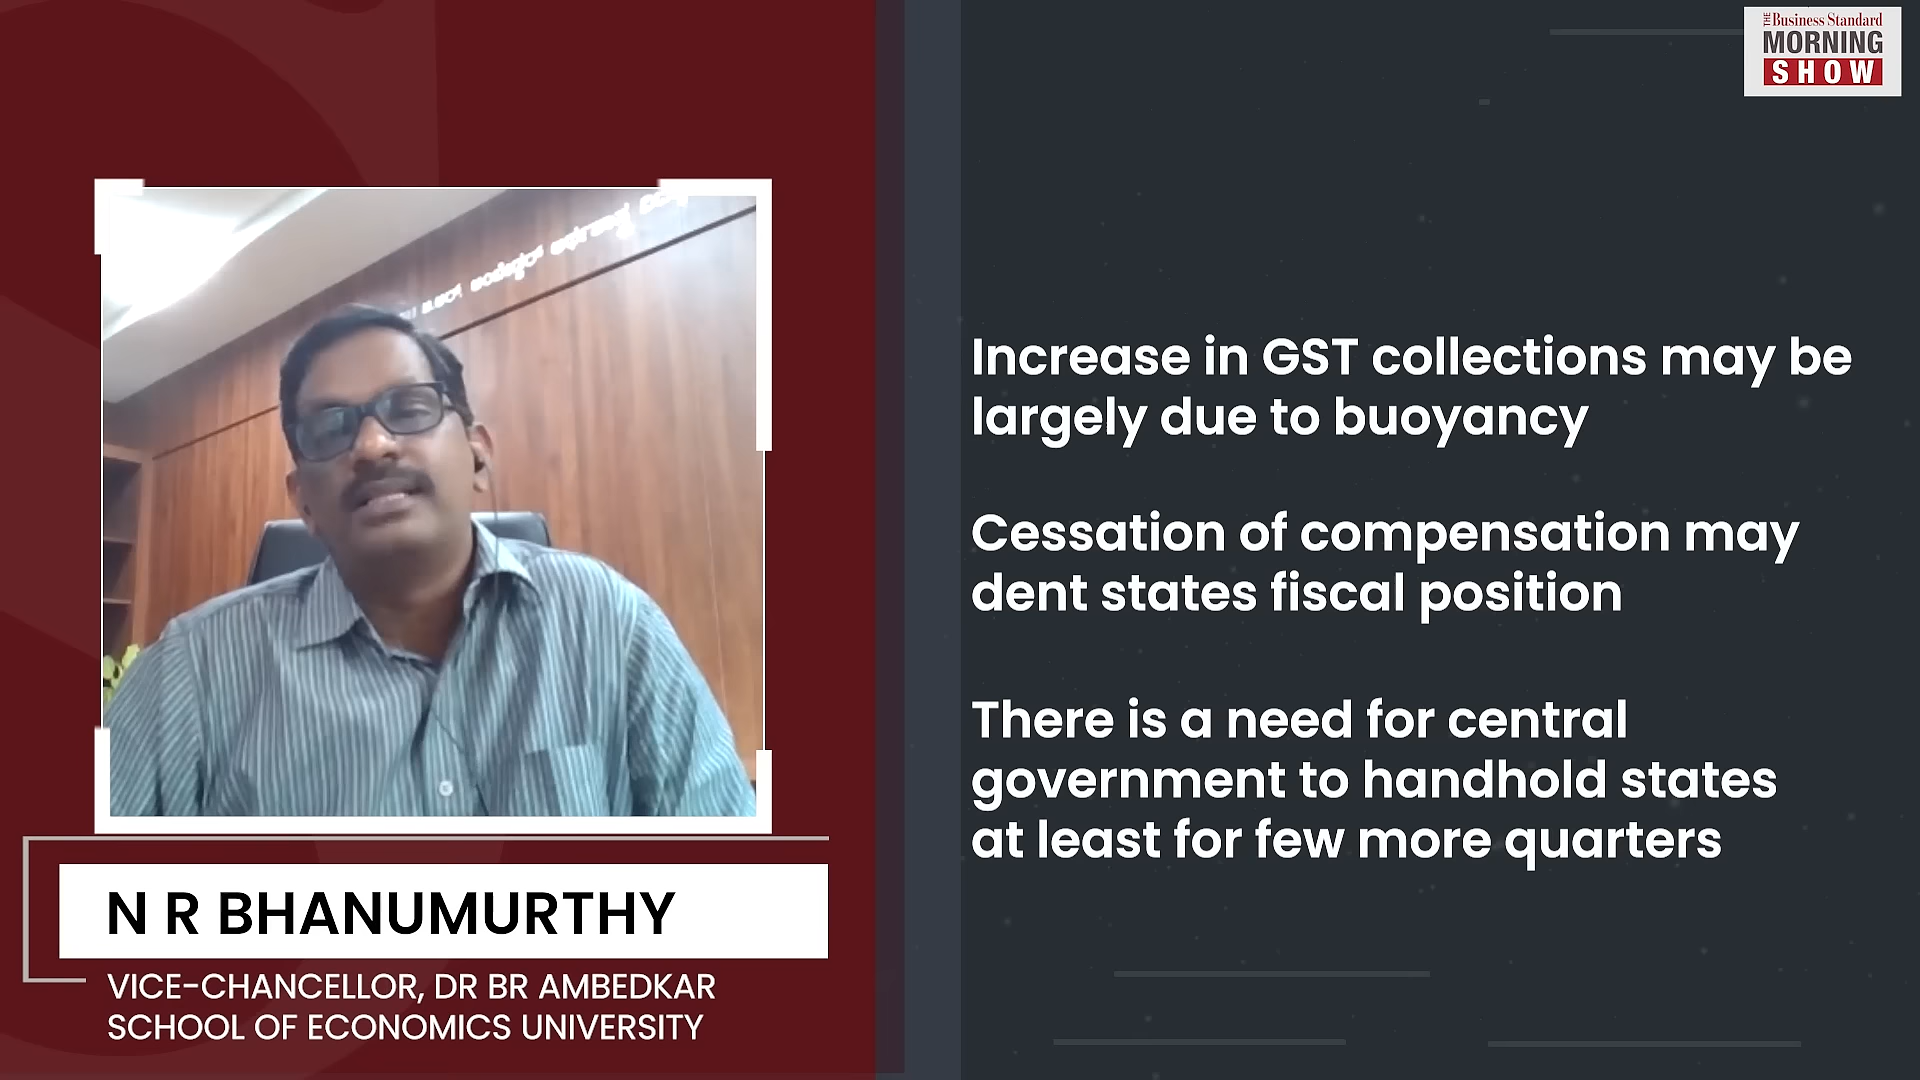 THE Business Standard
MORNING
SHOW
Increase in GST collections may be
largely due to buoyancy
Cessation of compensation may
dent states fiscal position
There is a need for central
government to handhold states
at least for few more quarters
N R BHANUMURTHY
VICE-CHANCELLOR, DR BR AMBEDKAR
SCHOOL OF ECONOMICS UNIVERSITY